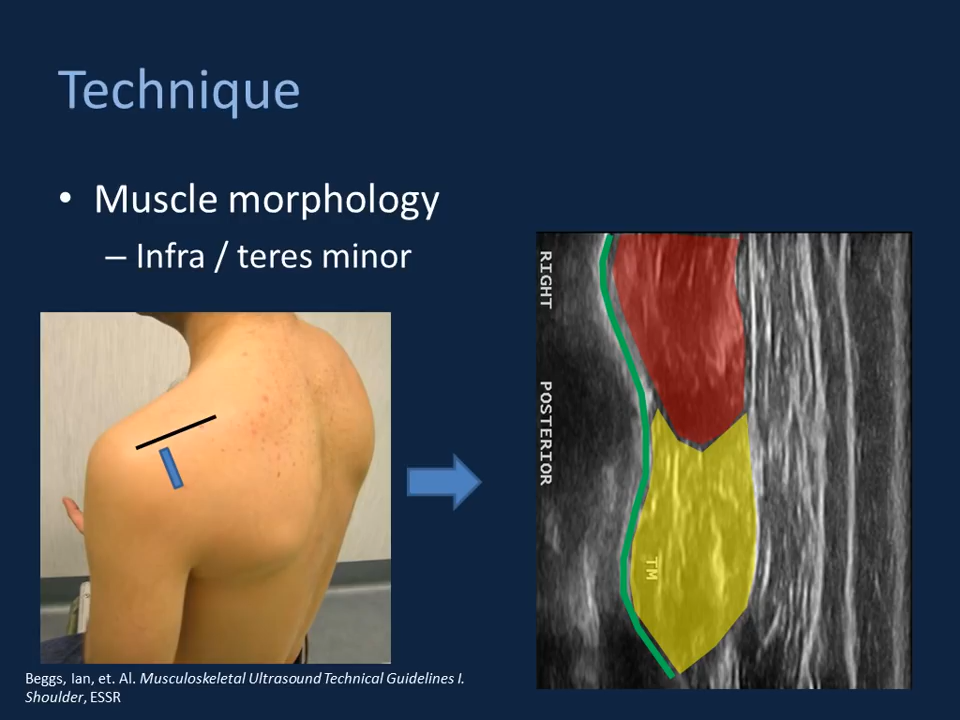 Technique
• Muscle morphology
– Infra / teres minor
RIGHT
POSTERIOR
TM
Beggs, Ian, et. Al. Musculoskeletal Ultrasound Technical Guidelines I.
Shoulder, ESSR